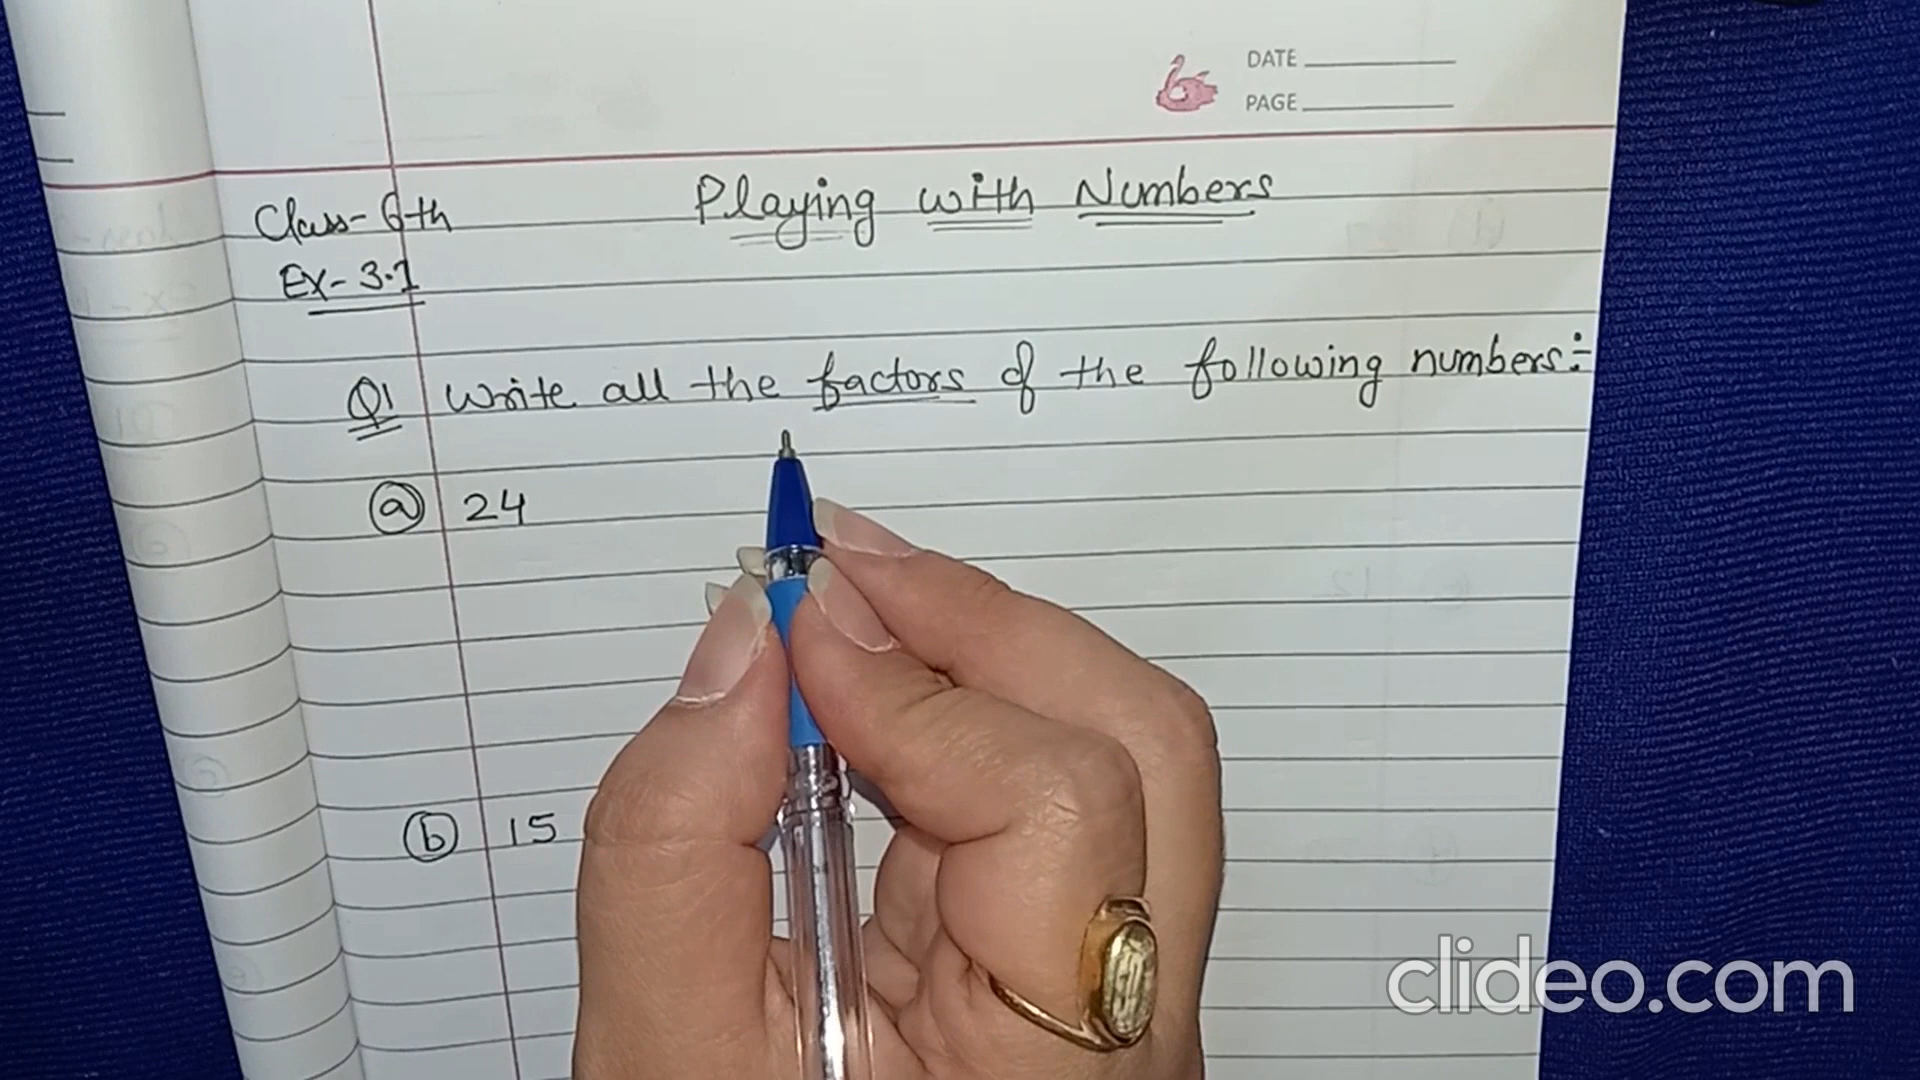 DATE
PAGE
Playing with Numbers
Class-6th
Ex-3.1
Q1 Write all the factors of the following numbers:-
(a) 24
(b) 15
clideo.com